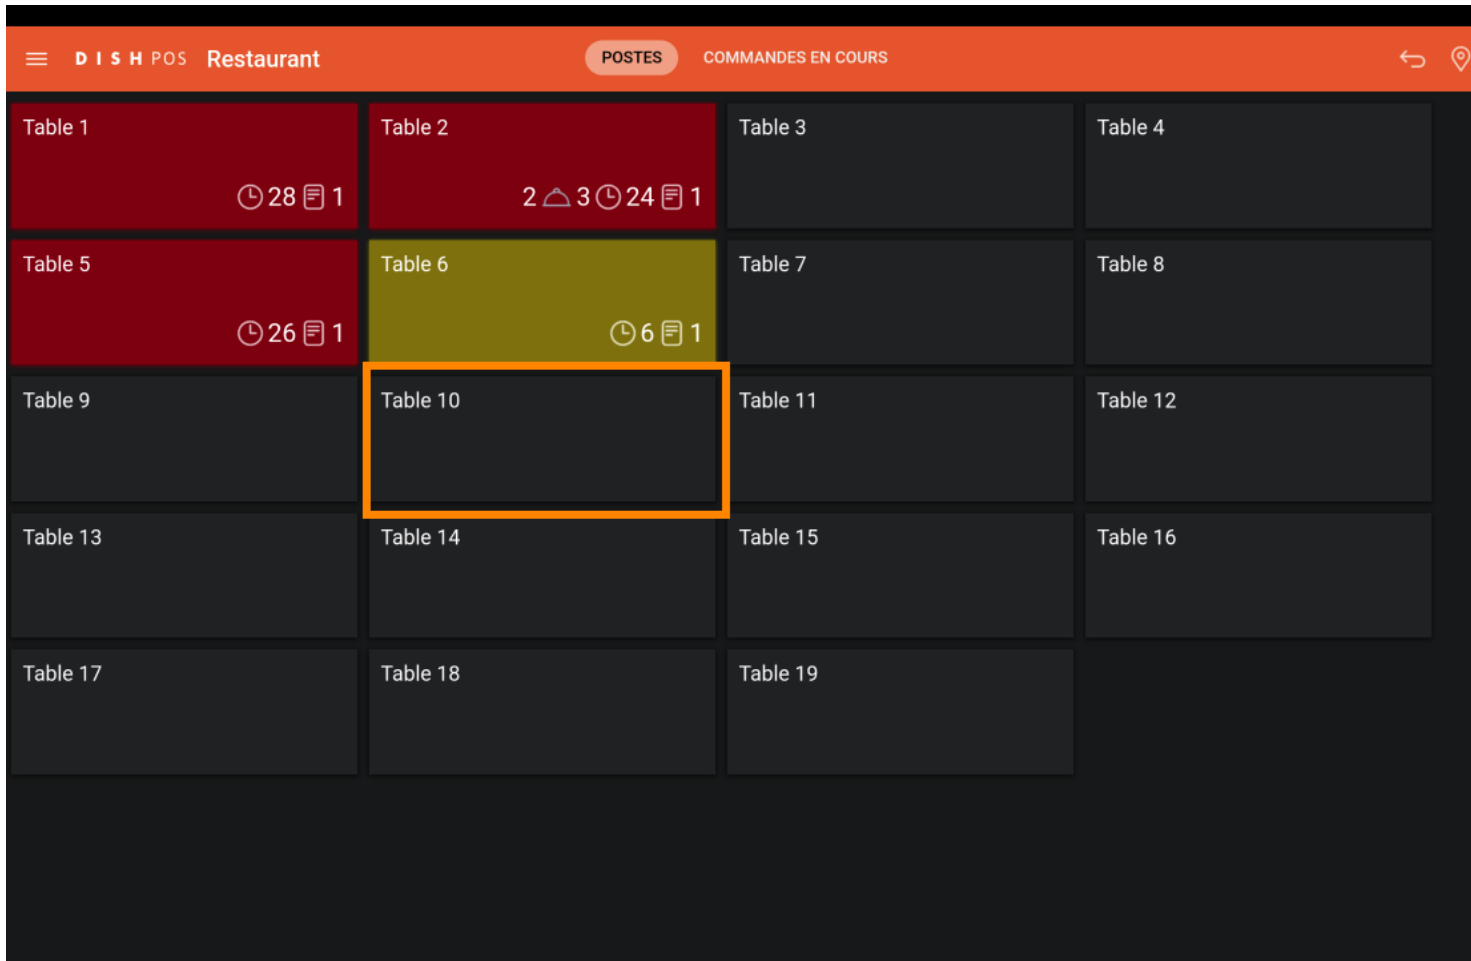 DISH POS Restaurant POSTES COMMANDES EN COURS
Table 1 Table 2 Table 3 Table 4
28 1 2 3 24 1
Table 5 Table 6 Table 7 Table 8
26 1 6 1
Table 9 Table 10 Table 11 Table 12
Table 13 Table 14 Table 15 Table 16
Table 17 Table 18 Table 19